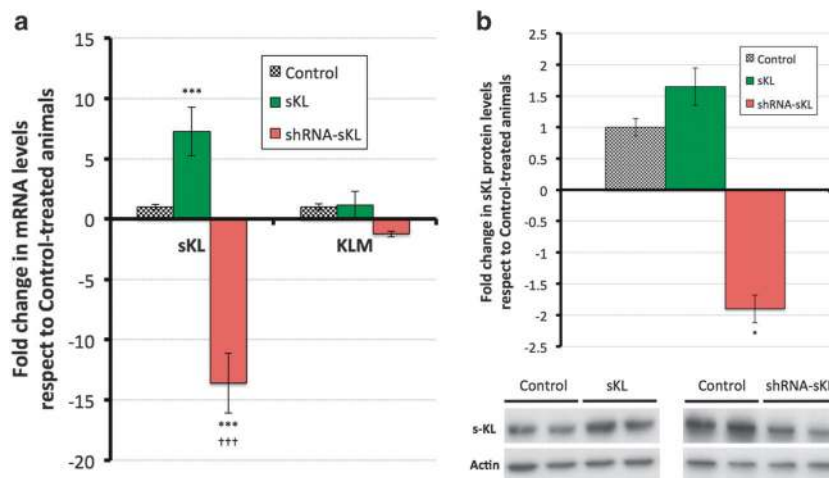 a
Fold change in mRNA levels
respect to Control-treated animals
15
10
5
0
-5
-10
-15
-20
Control
sKL
shRNA-sKL
***
sKL
KLM
***
†††
b
Fold change in sKL protein levels
respect to Control-treated animals
2.5
2
1.5
1
0.5
0
-0.5
-1
-1.5
-2
-2.5
Control
sKL
shRNA-sKL
*
Control sKL Control shRNA-sKL
s-KL
Actin